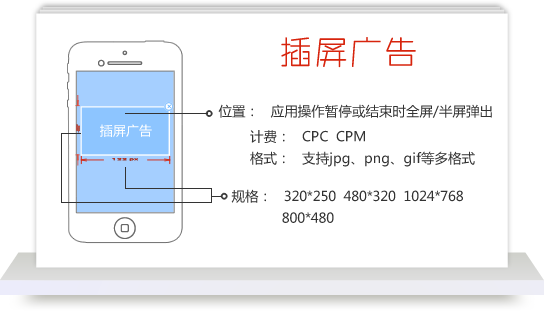 插屏广告
插屏广告
位置： 应用操作暂停或结束时全屏/半屏弹出
计费： CPC CPM
格式： 支持jpg、png、gif等多格式
规格： 320*250 480*320 1024*768
800*480